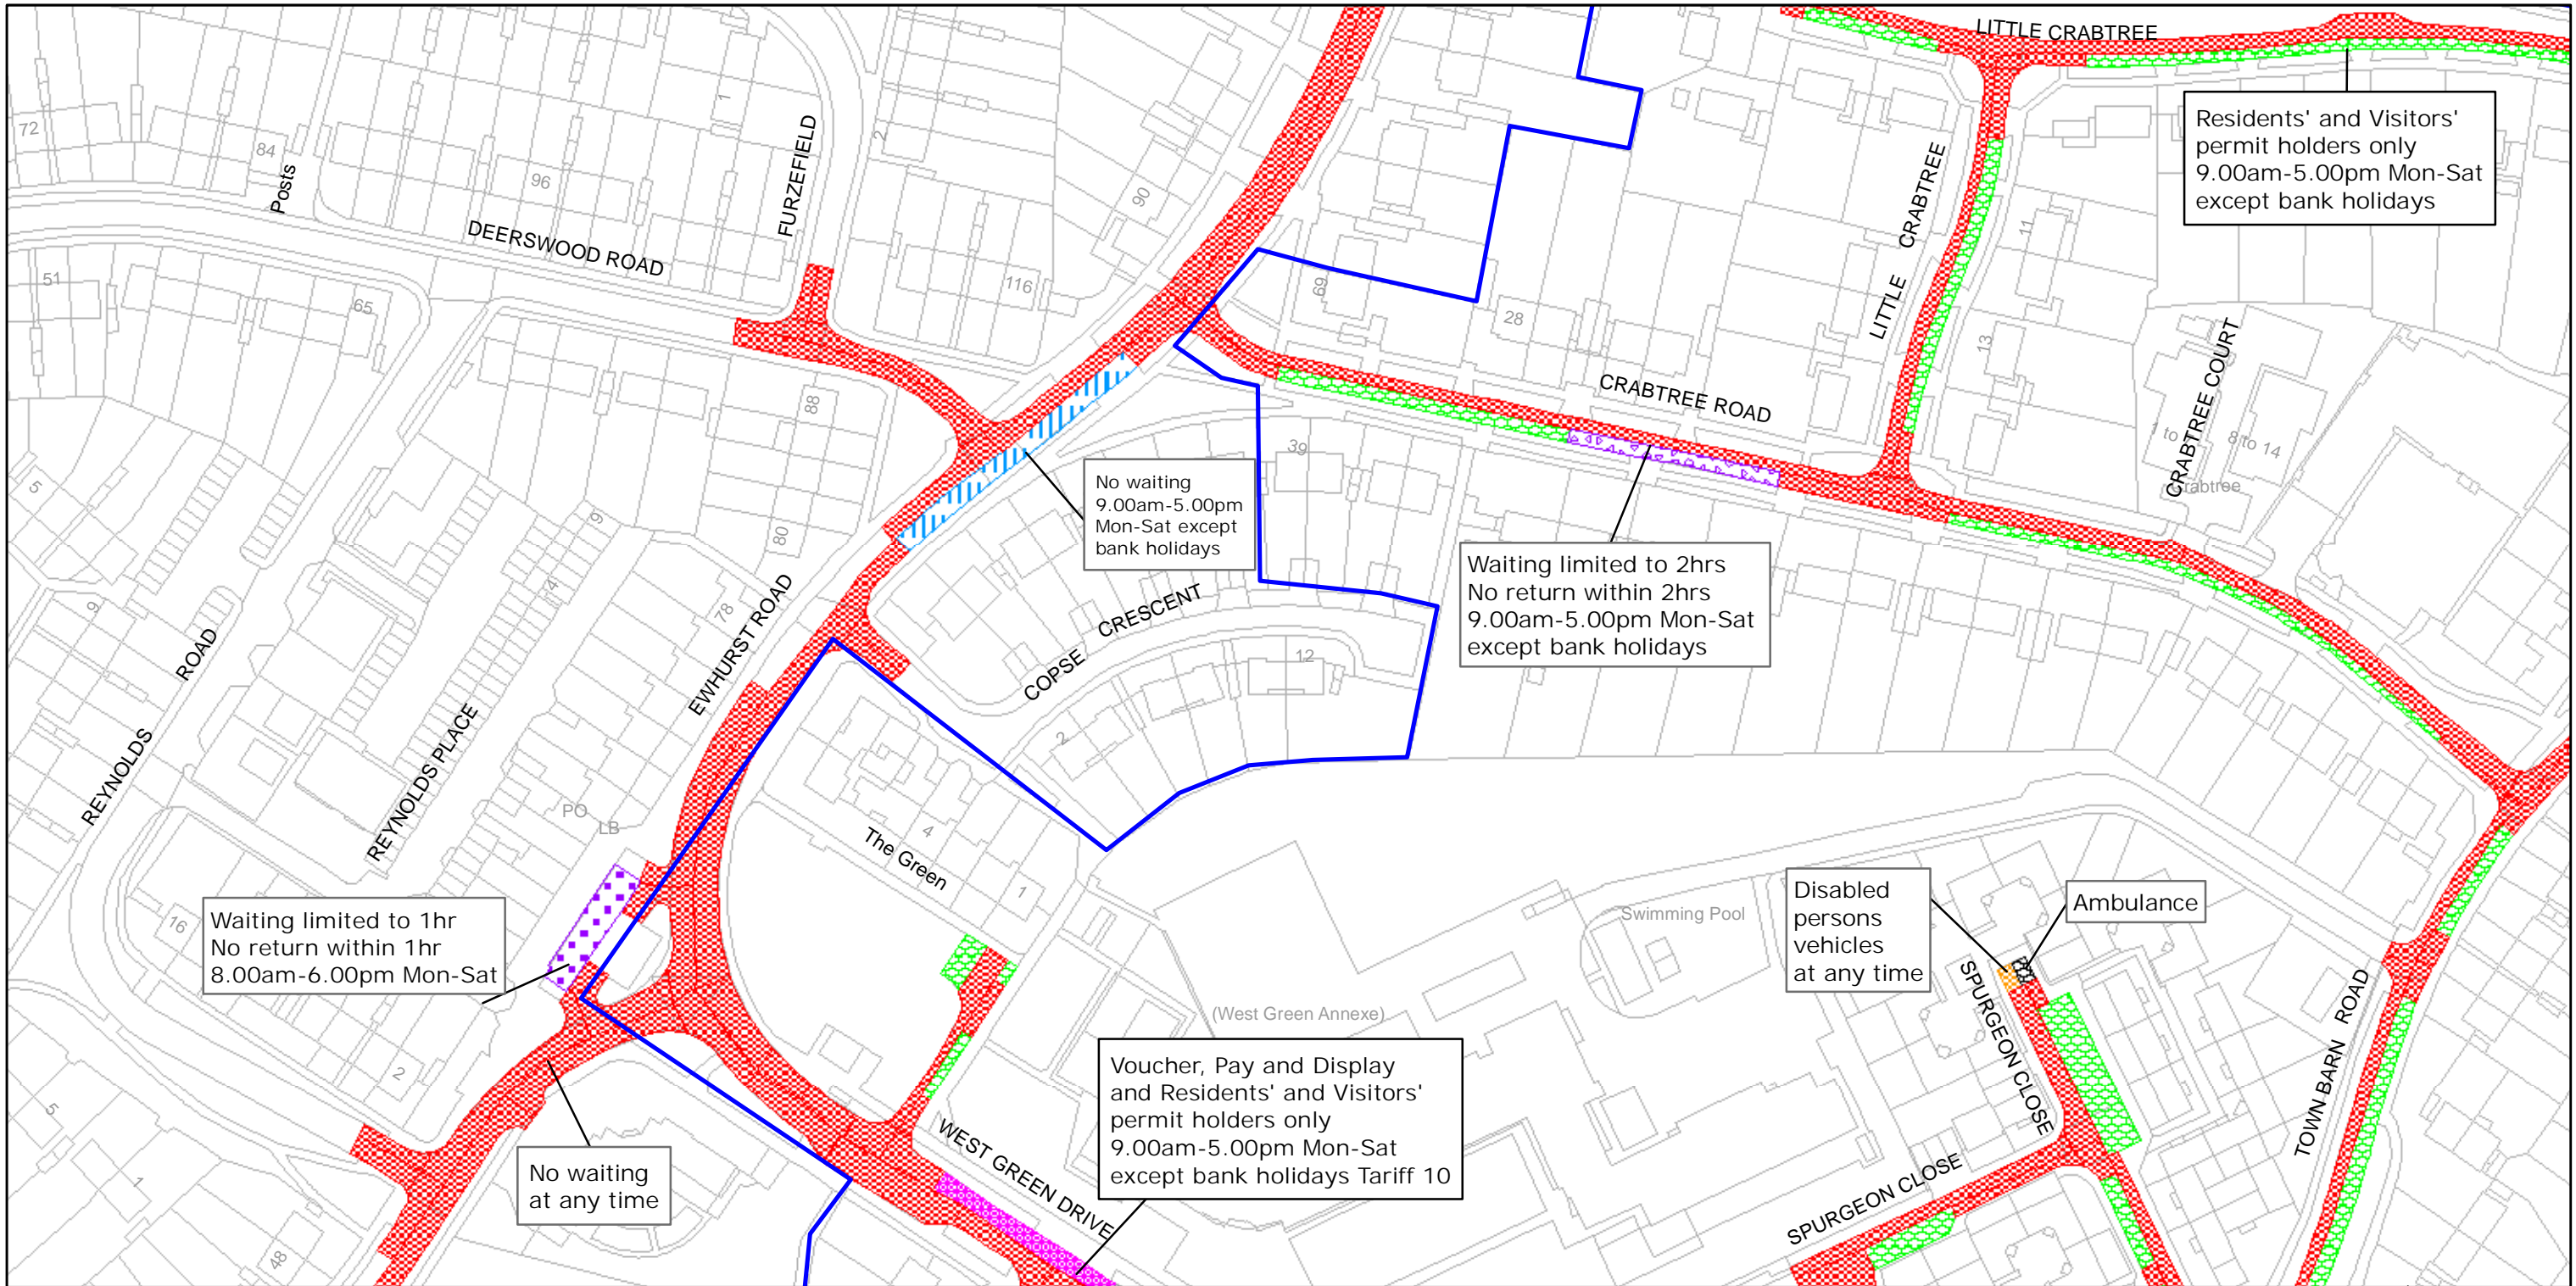 LITTLE CRABTREE
Residents' and Visitors'
permit holders only
9.00am-5.00pm Mon-Sat
except bank holidays
72
84
Posts
96
1
FURZEFIELD
2
90
DEERSWOOD ROAD
51
65
116
69
28
LITTLE CRABTREE
11
13
CRABTREE COURT
1 to
8 to 14
Crabtree
CRABTREE ROAD
88
80
78
39
No waiting
9.00am-5.00pm
Mon-Sat except
bank holidays
Waiting limited to 2hrs
No return within 2hrs
9.00am-5.00pm Mon-Sat
except bank holidays
5
9
9
4
REYNOLDS ROAD
REYNOLDS PLACE
EWHURST ROAD
COPSE CRESCENT
12
2
PO
LB
The Green
4
1
16
Waiting limited to 1hr
No return within 1hr
8.00am-6.00pm Mon-Sat
2
5
1
48
No waiting
at any time
Swimming Pool
(West Green Annexe)
Disabled
persons
vehicles
at any time
Ambulance
SPURGEON CLOSE
SPURGEON CLOSE
TOWN BARN ROAD
WEST GREEN DRIVE
Voucher, Pay and Display
and Residents' and Visitors'
permit holders only
9.00am-5.00pm Mon-Sat
except bank holidays Tariff 10